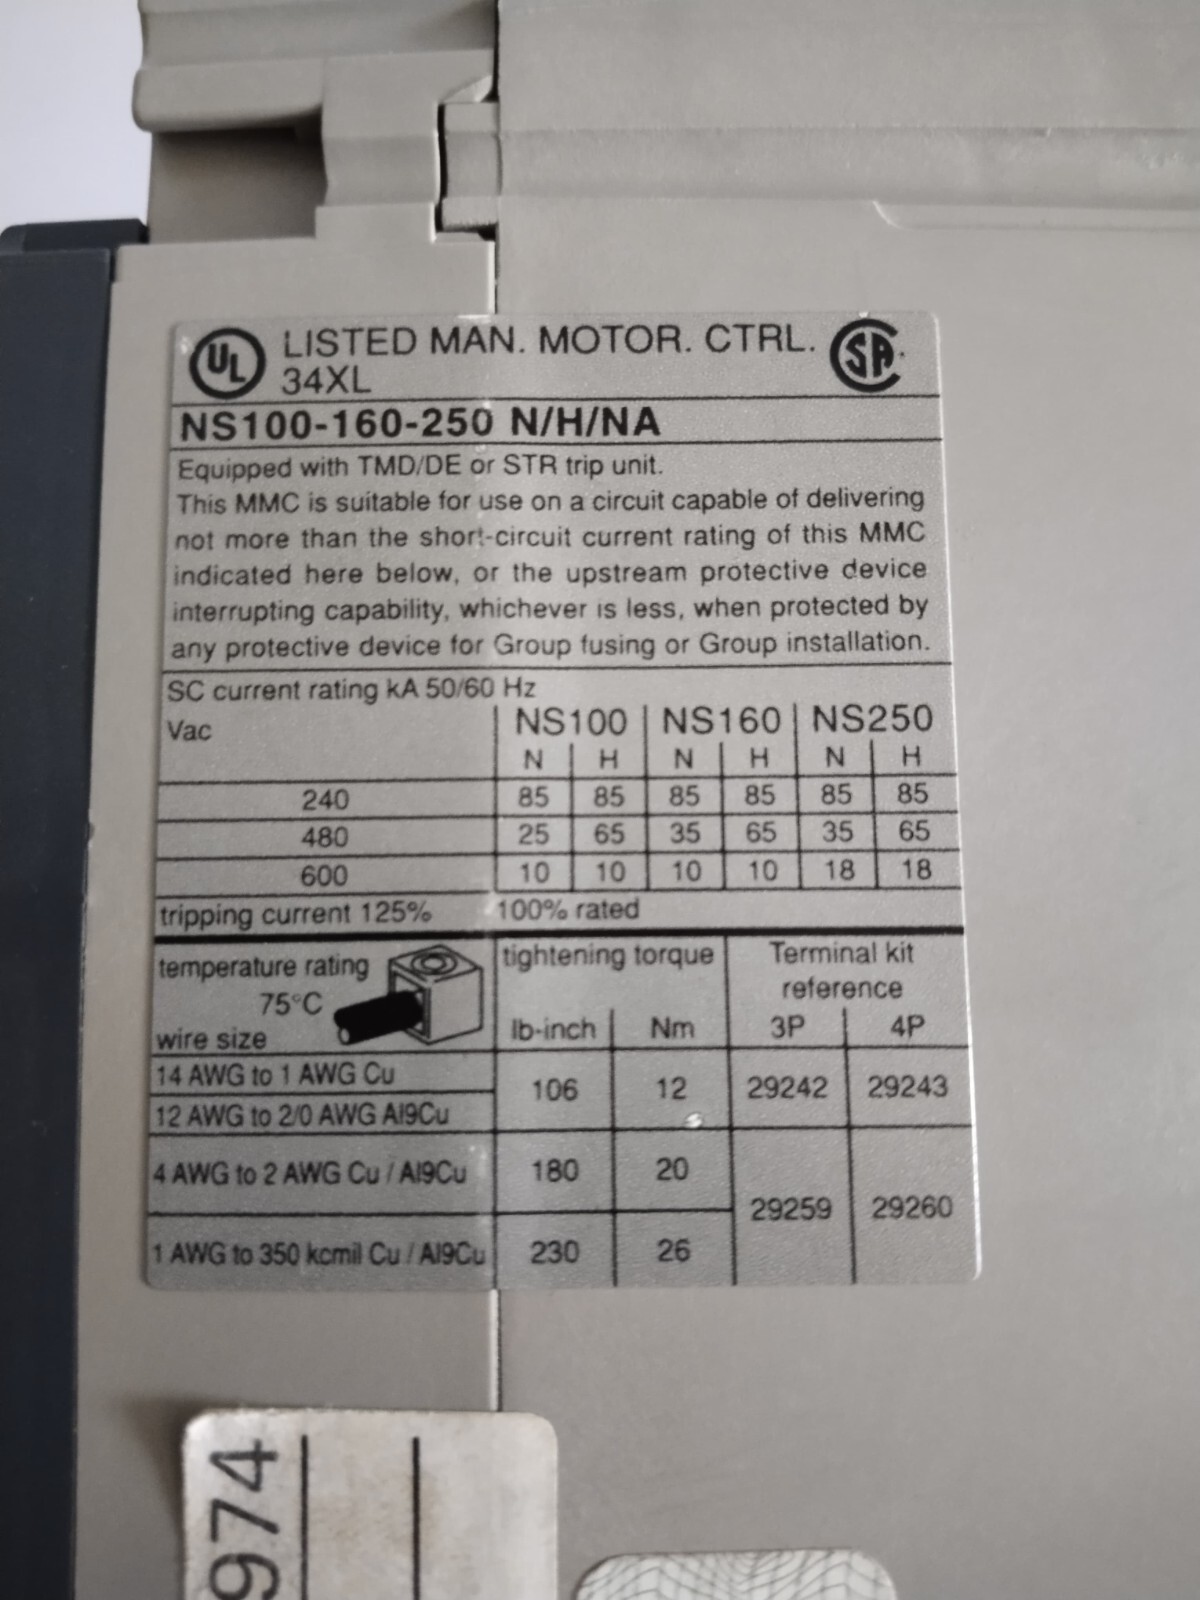 UL LISTED MAN. MOTOR. CTRL. SA
34XL
NS100-160-250 N/H/NA
Equipped with TMD/DE or STR trip unit.
This MMC is suitable for use on a circuit capable of delivering
not more than the short-circuit current rating of this MMC
indicated here below, or the upstream protective device
interrupting capability, whichever is less, when protected by
any protective device for Group fusing or Group installation.
SC current rating kA 50/60 Hz
Vac NS100 NS160 NS250
N H N H N H
240 85 85 85 85 85 85
480 25 65 35 65 35 65
600 10 10 10 10 18 18
tripping current 125% 100% rated
temperature rating tightening torque Terminal kit
75°C reference
wire size lb-inch Nm 3P 4P
14 AWG to 1 AWG Cu 106 12 29242 29243
12 AWG to 2/0 AWG Al9Cu
4 AWG to 2 AWG Cu / Al9Cu 180 20 29259 29260
1 AWG to 350 kcmil Cu / Al9Cu 230 26
974